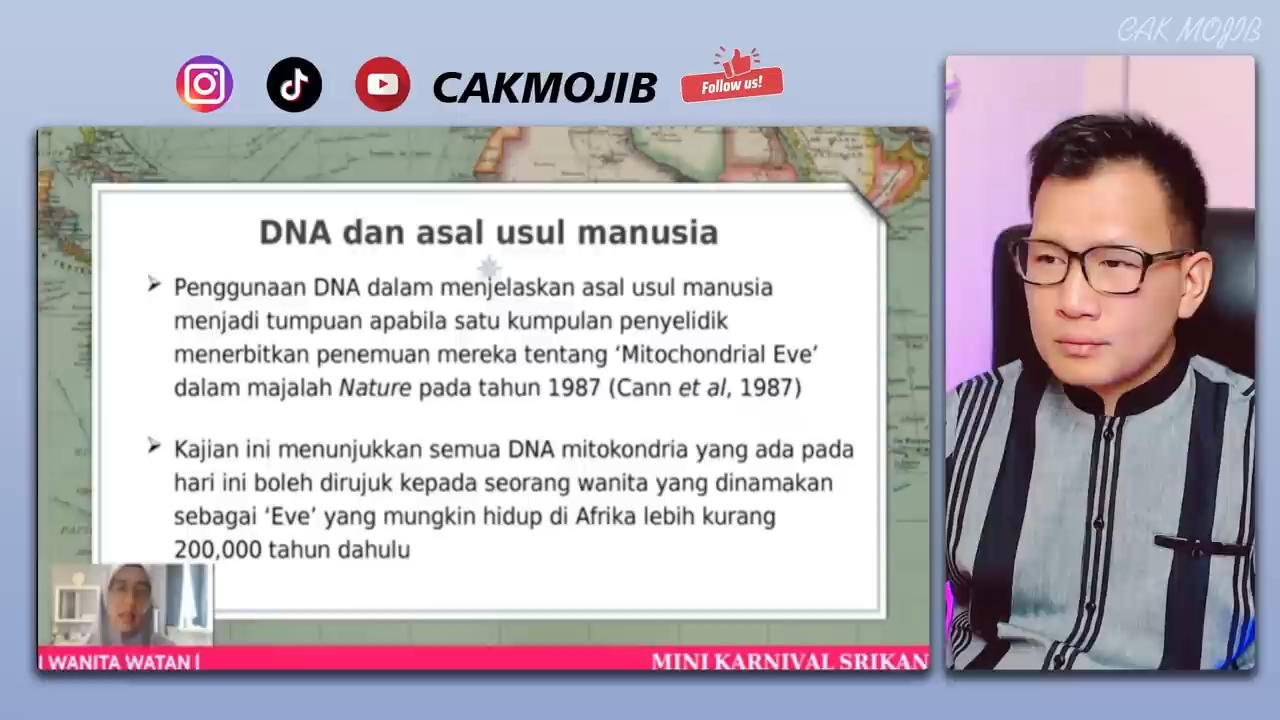 CAK MOJIB
CAKMOJIB
Follow us!
DNA dan asal usul manusia
Penggunaan DNA dalam menjelaskan asal usul manusia
menjadi tumpuan apabila satu kumpulan penyelidik
menerbitkan penemuan mereka tentang ‘Mitochondrial Eve’
dalam majalah Nature pada tahun 1987 (Cann et al, 1987)
Kajian ini menunjukkan semua DNA mitokondria yang ada pada
hari ini boleh dirujuk kepada seorang wanita yang dinamakan
sebagai ‘Eve’ yang mungkin hidup di Afrika lebih kurang
200,000 tahun dahulu
| WANITA WATAN |
MINI KARNIVAL SRIKAN